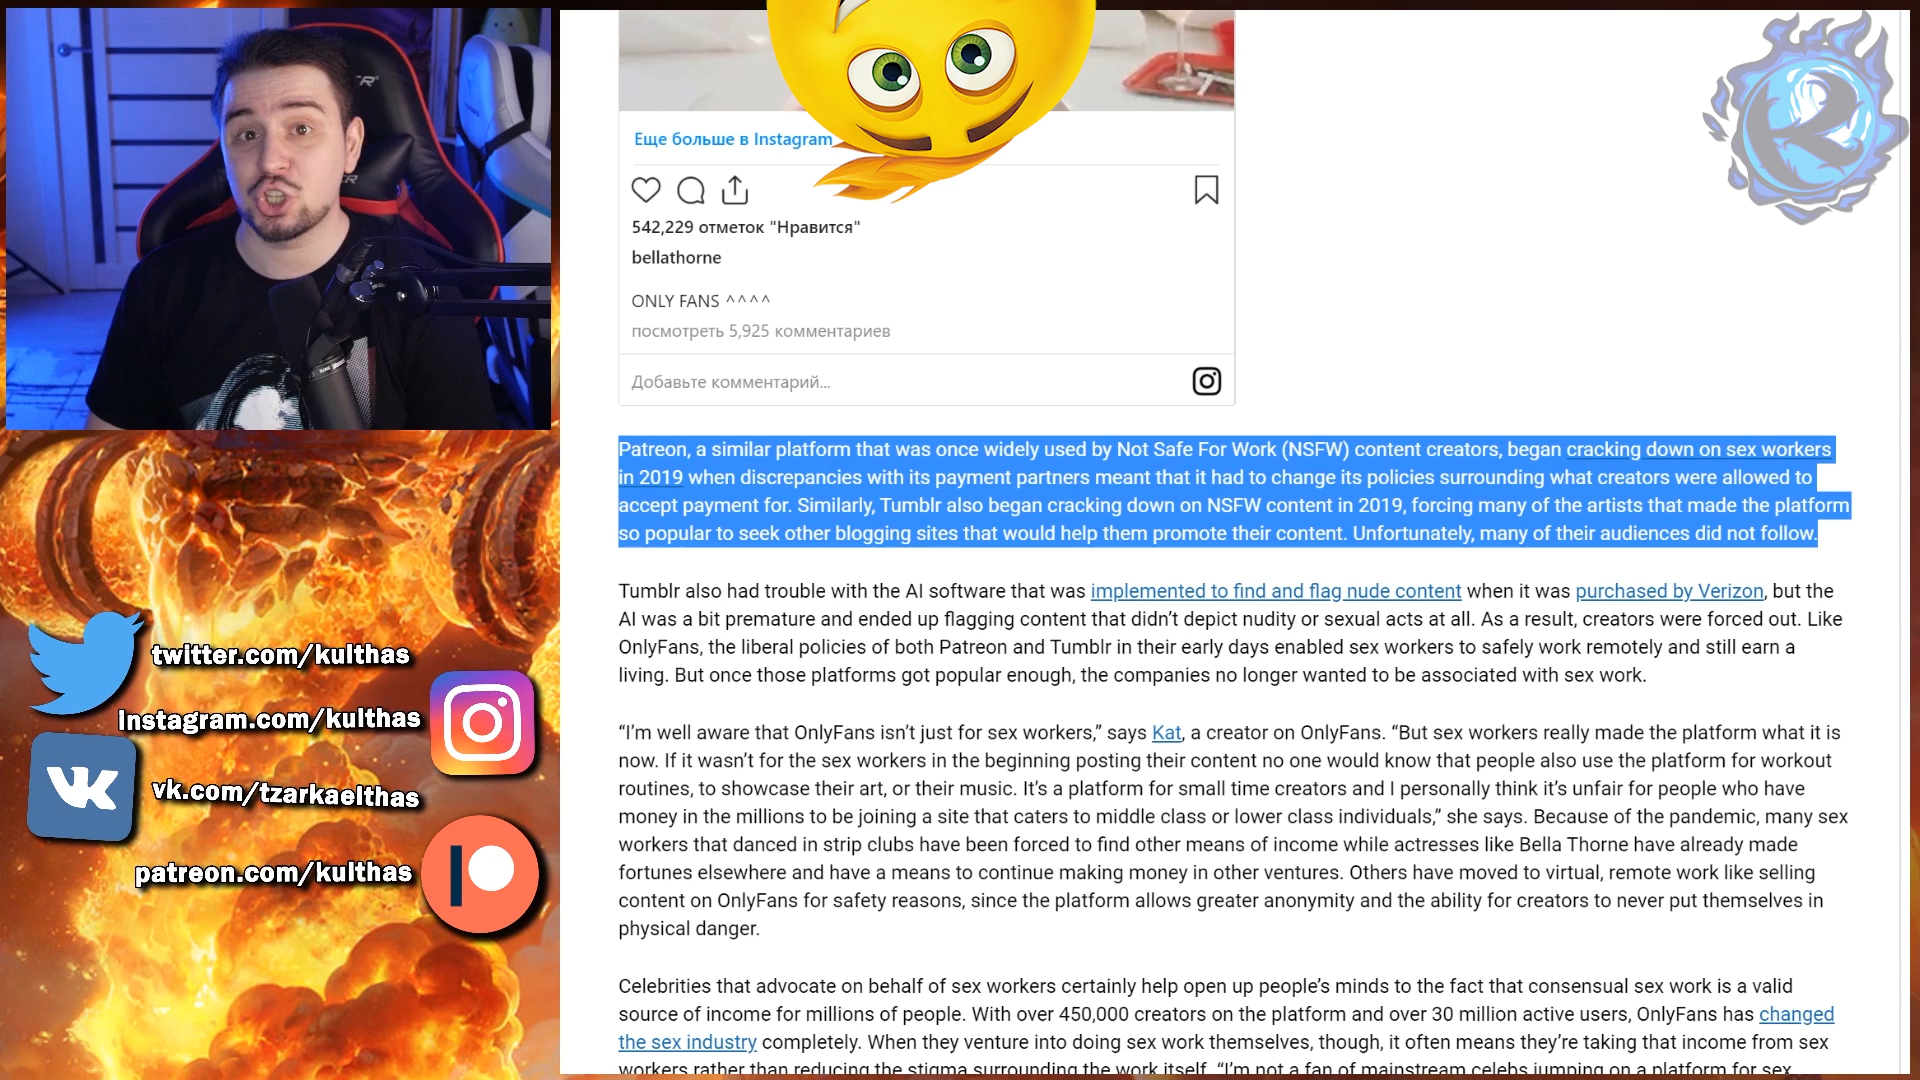 Еще больше в Instagram
542,229 отметок "Нравится"
bellathorne
ONLY FANS ^^^^
посмотреть 5,925 комментариев
Добавьте комментарий...
Patreon, a similar platform that was once widely used by Not Safe For Work (NSFW) content creators, began cracking down on sex workers
in 2019 when discrepancies with its payment partners meant that it had to change its policies surrounding what creators were allowed to
accept payment for. Similarly, Tumblr also began cracking down on NSFW content in 2019, forcing many of the artists that made the platform
so popular to seek other blogging sites that would help them promote their content. Unfortunately, many of their audiences did not follow.
Tumblr also had trouble with the AI software that was implemented to find and flag nude content when it was purchased by Verizon, but the
AI was a bit premature and ended up flagging content that didn’t depict nudity or sexual acts at all. As a result, creators were forced out. Like
OnlyFans, the liberal policies of both Patreon and Tumblr in their early days enabled sex workers to safely work remotely and still earn a
living. But once those platforms got popular enough, the companies no longer wanted to be associated with sex work.
“I’m well aware that OnlyFans isn’t just for sex workers,” says Kat, a creator on OnlyFans. “But sex workers really made the platform what it is
now. If it wasn’t for the sex workers in the beginning posting their content no one would know that people also use the platform for workout
routines, to showcase their art, or their music. It’s a platform for small time creators and I personally think it’s unfair for people who have
money in the millions to be joining a site that caters to middle class or lower class individuals,” she says. Because of the pandemic, many sex
workers that danced in strip clubs have been forced to find other means of income while actresses like Bella Thorne have already made
fortunes elsewhere and have a means to continue making money in other ventures. Others have moved to virtual, remote work like selling
content on OnlyFans for safety reasons, since the platform allows greater anonymity and the ability for creators to never put themselves in
physical danger.
Celebrities that advocate on behalf of sex workers certainly help open up people’s minds to the fact that consensual sex work is a valid
source of income for millions of people. With over 450,000 creators on the platform and over 30 million active users, OnlyFans has changed
the sex industry completely. When they venture into doing sex work themselves, though, it often means they’re taking that income from sex
workers rather than reducing the stigma surrounding the work itself. “I’m not a fan of mainstream celebs jumping on a platform for sex
twitter.com/kulthas
instagram.com/kulthas
vk.com/tzarkaelthas
patreon.com/kulthas